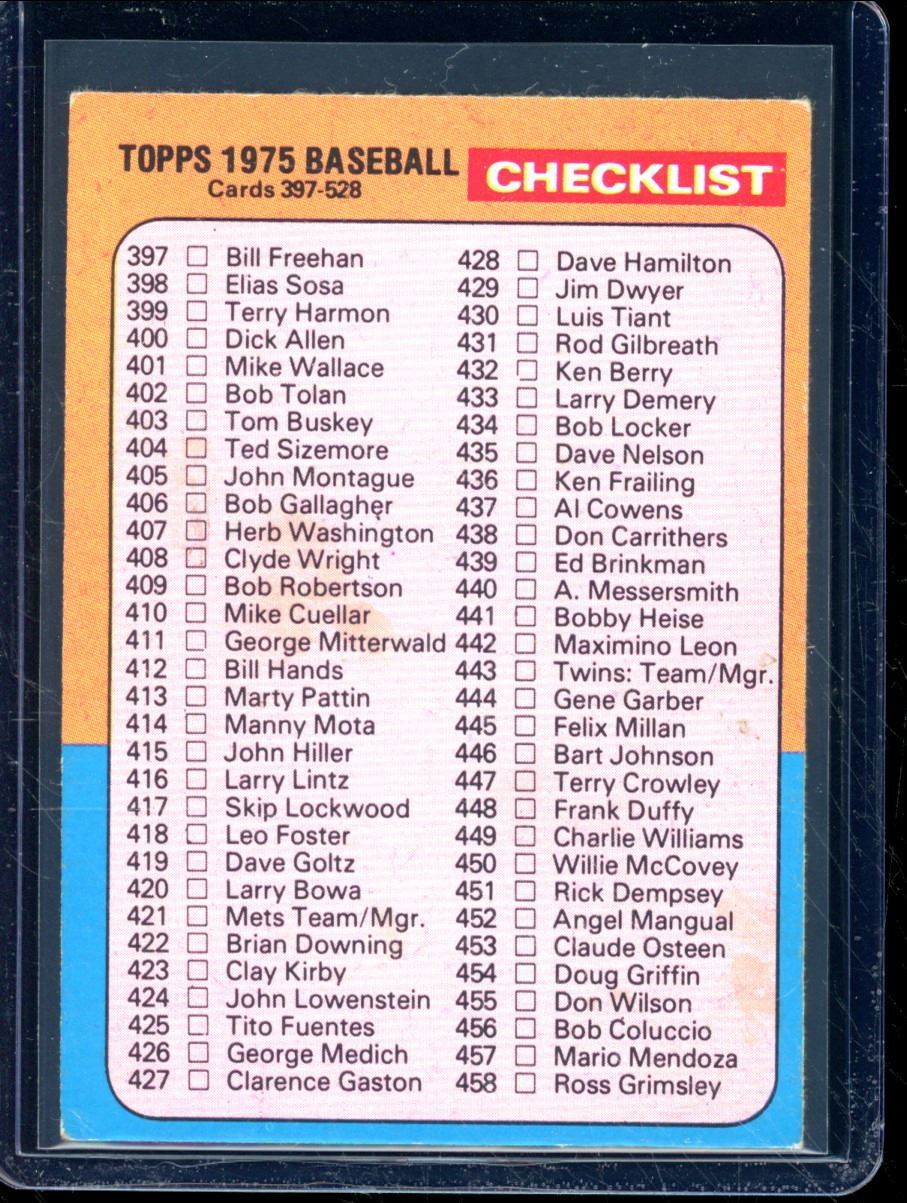 TOPPS 1975 BASEBALL CHECKLIST
Cards 397-528
397 Bill Freehan
398 Elias Sosa
399 Terry Harmon
400 Dick Allen
401 Mike Wallace
402 Bob Tolan
403 Tom Buskey
404 Ted Sizemore
405 John Montague
406 Bob Gallagher
407 Herb Washington
408 Clyde Wright
409 Bob Robertson
410 Mike Cuellar
411 George Mitterwald
412 Bill Hands
413 Marty Pattin
414 Manny Mota
415 John Hiller
416 Larry Lintz
417 Skip Lockwood
418 Leo Foster
419 Dave Goltz
420 Larry Bowa
421 Mets Team/Mgr.
422 Brian Downing
423 Clay Kirby
424 John Lowenstein
425 Tito Fuentes
426 George Medich
427 Clarence Gaston
428 Dave Hamilton
429 Jim Dwyer
430 Luis Tiant
431 Rod Gilbreath
432 Ken Berry
433 Larry Demery
434 Bob Locker
435 Dave Nelson
436 Ken Frailing
437 Al Cowens
438 Don Carrithers
439 Ed Brinkman
440 A. Messersmith
441 Bobby Heise
442 Maximino Leon
443 Twins: Team/Mgr.
444 Gene Garber
445 Felix Millan
446 Bart Johnson
447 Terry Crowley
448 Frank Duffy
449 Charlie Williams
450 Willie McCovey
451 Rick Dempsey
452 Angel Mangual
453 Claude Osteen
454 Doug Griffin
455 Don Wilson
456 Bob Coluccio
457 Mario Mendoza
458 Ross Grimsley